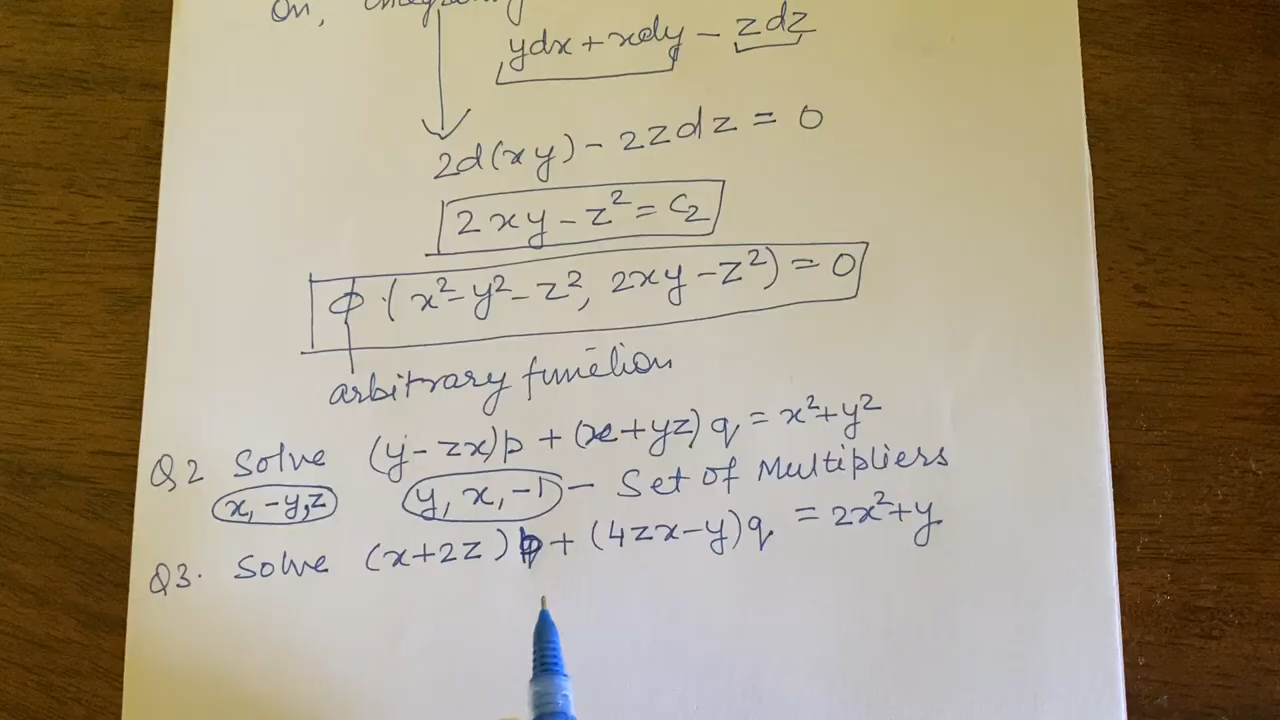 On,
ydx + xdy - zdz
2d(xy) - 2zdz = 0
2xy - z² = c₂
ϕ·(x² - y² - z², 2xy - z²) = 0
arbitrary function
Q2 Solve (y - zx)p + (x + yz)q = x² + y²
x, -y, z y, x, -1 - Set of Multipliers
Q3. Solve (x + 2z)p + (4zx - y)q = 2x² + y